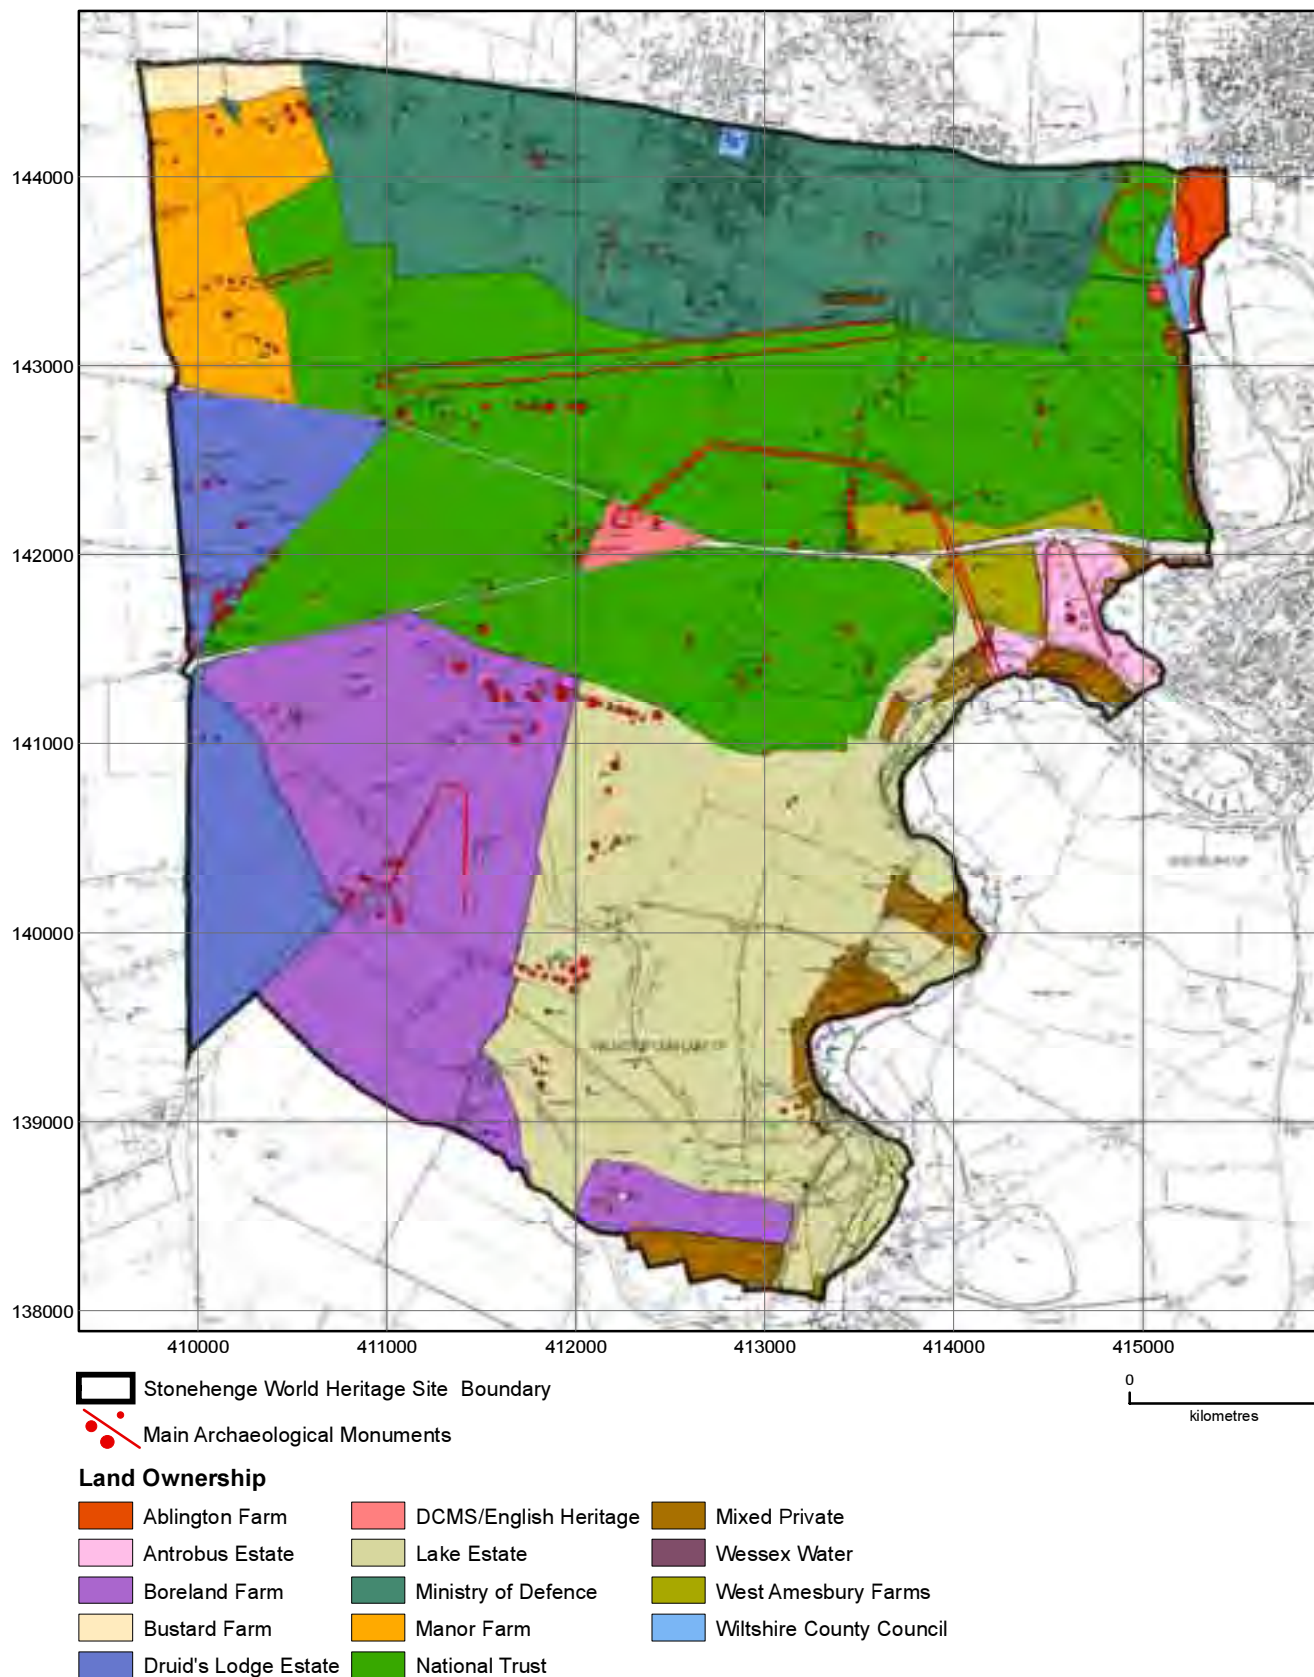 144000
143000
142000
141000
140000
139000
138000
410000 411000 412000 413000 414000 415000
Stonehenge World Heritage Site Boundary
0
kilometres
Main Archaeological Monuments
Land Ownership
Ablington Farm
Antrobus Estate
Boreland Farm
Bustard Farm
Druid's Lodge Estate
DCMS/English Heritage
Lake Estate
Ministry of Defence
Manor Farm
National Trust
Mixed Private
Wessex Water
West Amesbury Farms
Wiltshire County Council